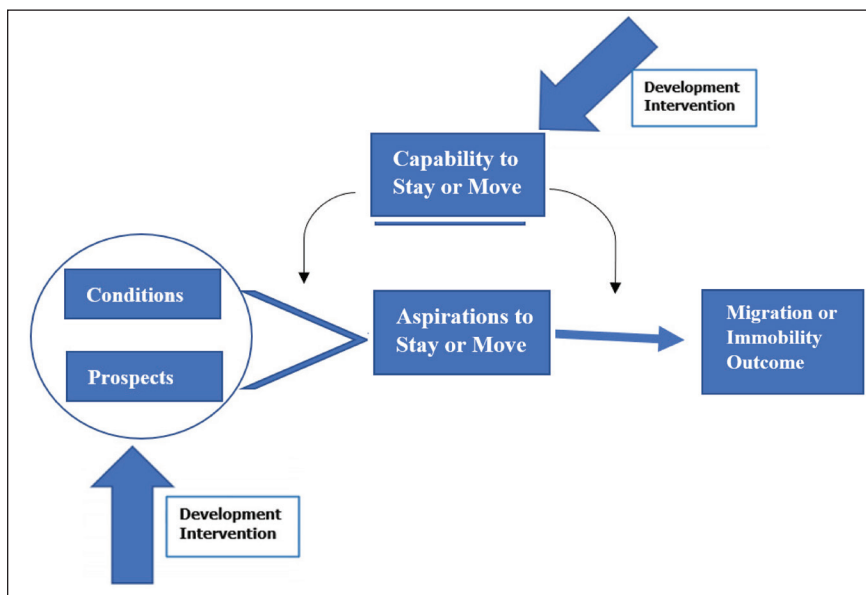 Development
Intervention
Capability to
Stay or Move
Conditions
Prospects
Aspirations to
Stay or Move
Migration or
Immobility
Outcome
Development
Intervention